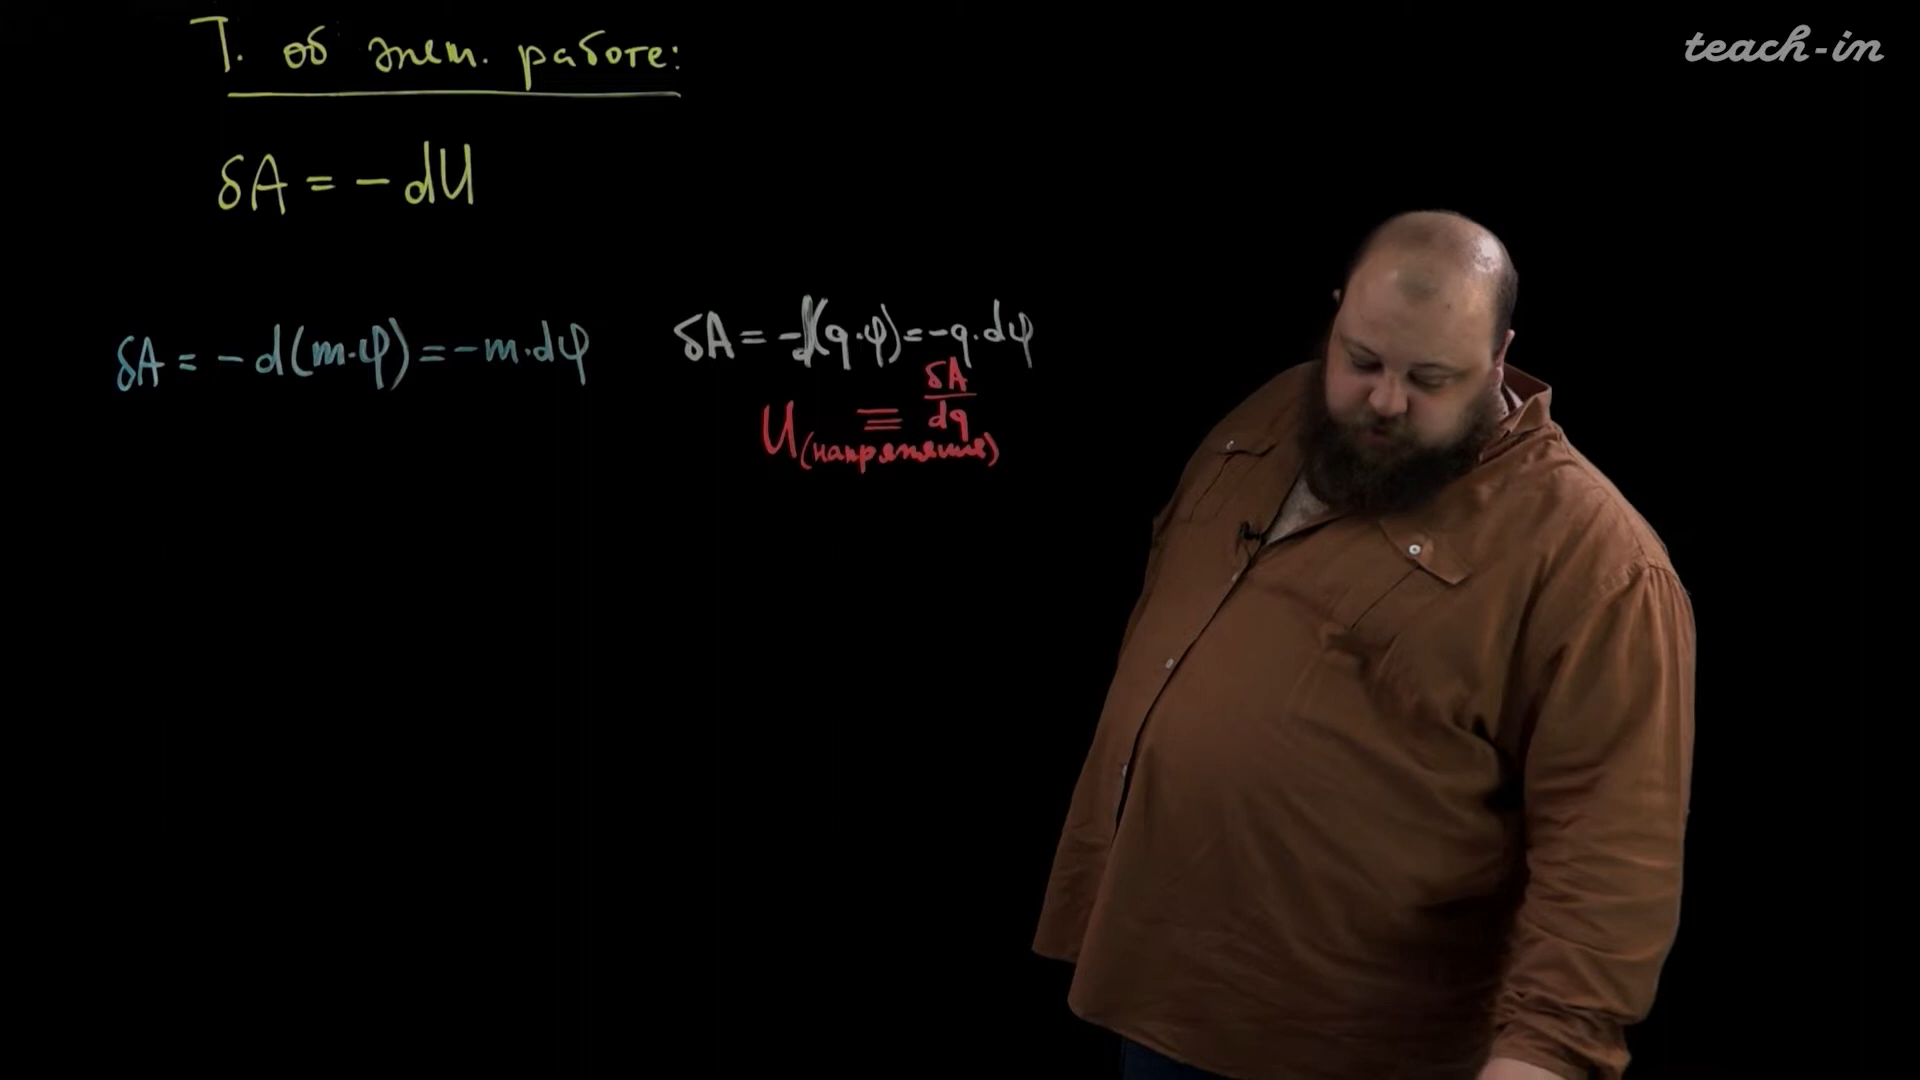 Т. об элем. работе:
teach-in
δA = - dU
δA = - d(m·φ) = - m·dφ
δA = - d(q·φ) = - q·dφ
U(напряжение) ≡ δA/dq